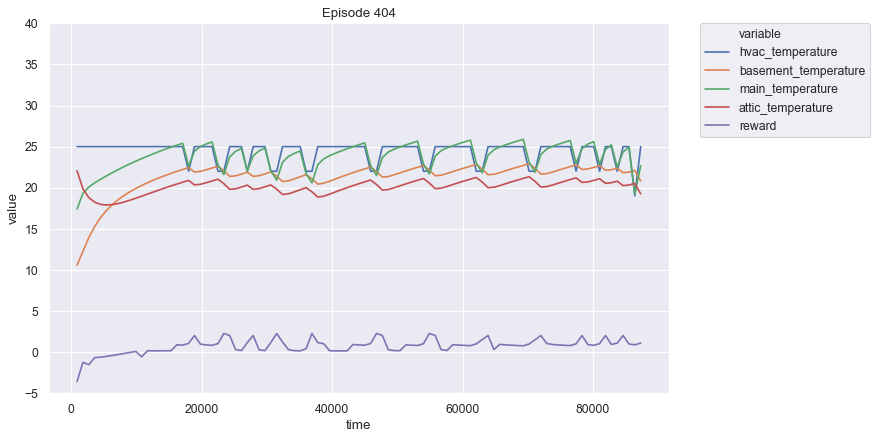 Episode 404
variable
hvac_temperature
basement_temperature
main_temperature
attic_temperature
reward
value
40
35
30
25
20
15
10
5
0
−5
0 20000 40000 60000 80000
time